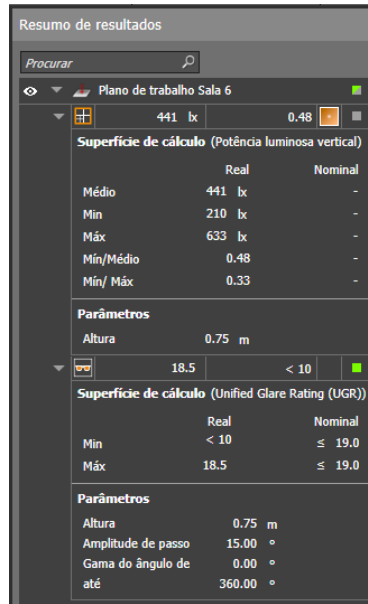 Resumo de resultados
Procurar
Plano de trabalho Sala 6
441 lx 0.48
Superfície de cálculo (Potência luminosa vertical)
Real Nominal
Médio 441 lx -
Min 210 lx -
Máx 633 lx -
Mín/Médio 0.48 -
Mín/ Máx 0.33 -
Parâmetros
Altura 0.75 m
18.5 < 10
Superfície de cálculo (Unified Glare Rating (UGR))
Real Nominal
Min < 10 ≤ 19.0
Máx 18.5 ≤ 19.0
Parâmetros
Altura 0.75 m
Amplitude de passo 15.00 °
Gama do ângulo de 0.00 °
até 360.00 °